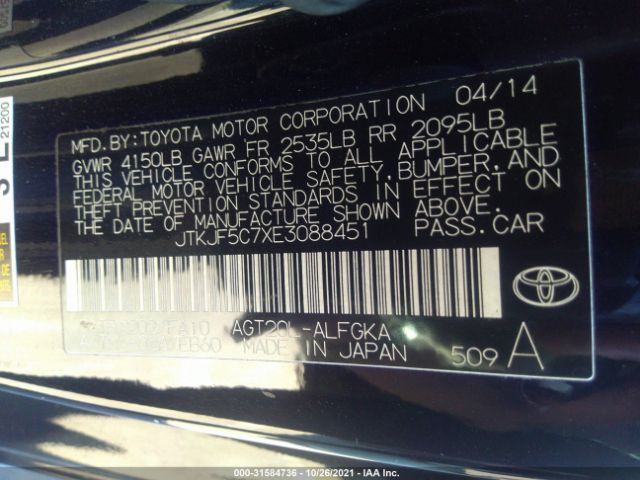 MFD.BY:TOYOTA MOTOR CORPORATION 04/14
GVWR 4150LB GAWR FR 2535LB RR 2095LB
THIS VEHICLE CONFORMS TO ALL APPLICABLE
FEDERAL MOTOR VEHICLE SAFETY,BUMPER,AND
THEFT PREVENTION STANDARDS IN EFFECT ON
THE DATE OF MANUFACTURE SHOWN ABOVE.
JTKJF5C7XE3088451 PASS.CAR
AGT20L-ALFGKA
MADE IN JAPAN 509 A
21200
000-31584736 - 10/26/2021 - IAA Inc.